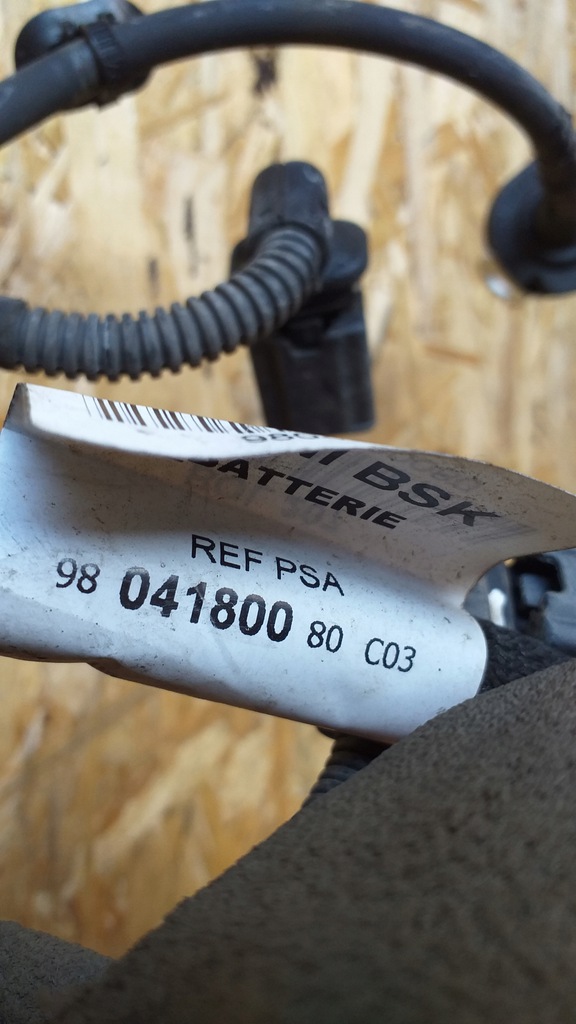 BSK
BATTERIE
REF PSA
98 041800 80 C03